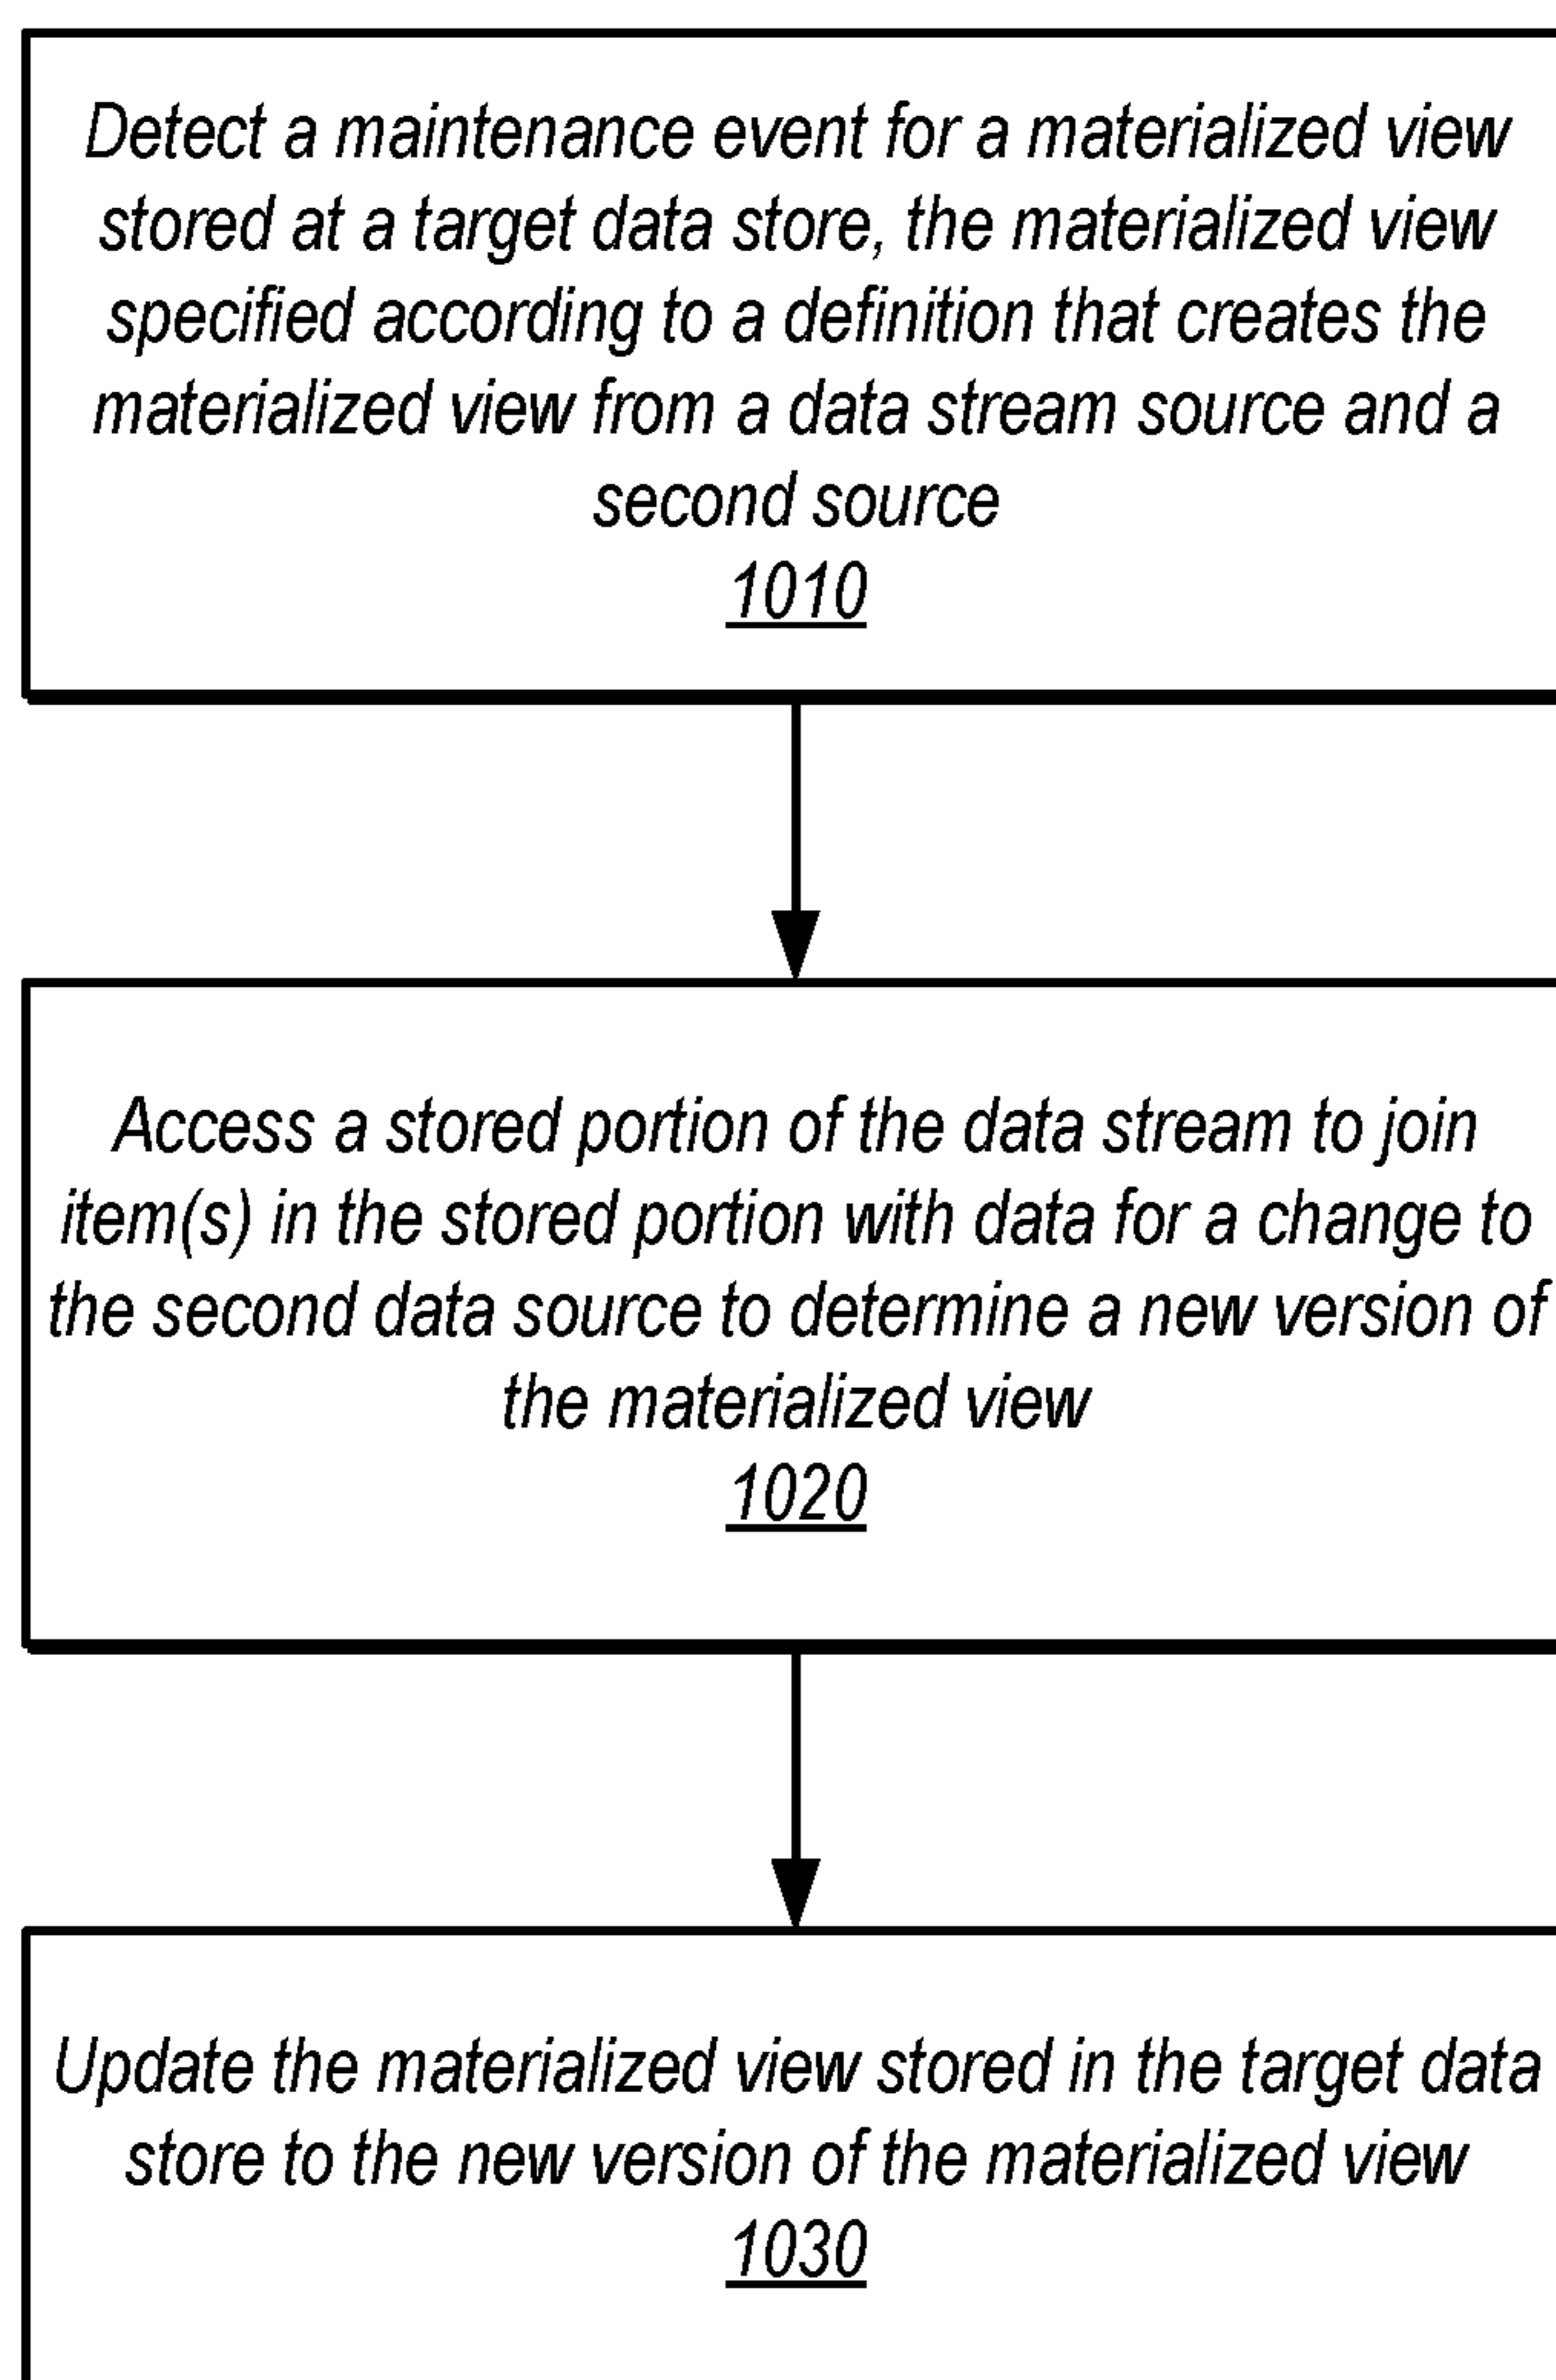 Detect a maintenance event for a materialized view
stored at a target data store, the materialized view
specified according to a definition that creates the
materialized view from a data stream source and a
second source
1010
Access a stored portion of the data stream to join
item(s) in the stored portion with data for a change to
the second data source to determine a new version of
the materialized view
1020
Update the materialized view stored in the target data
store to the new version of the materialized view
1030